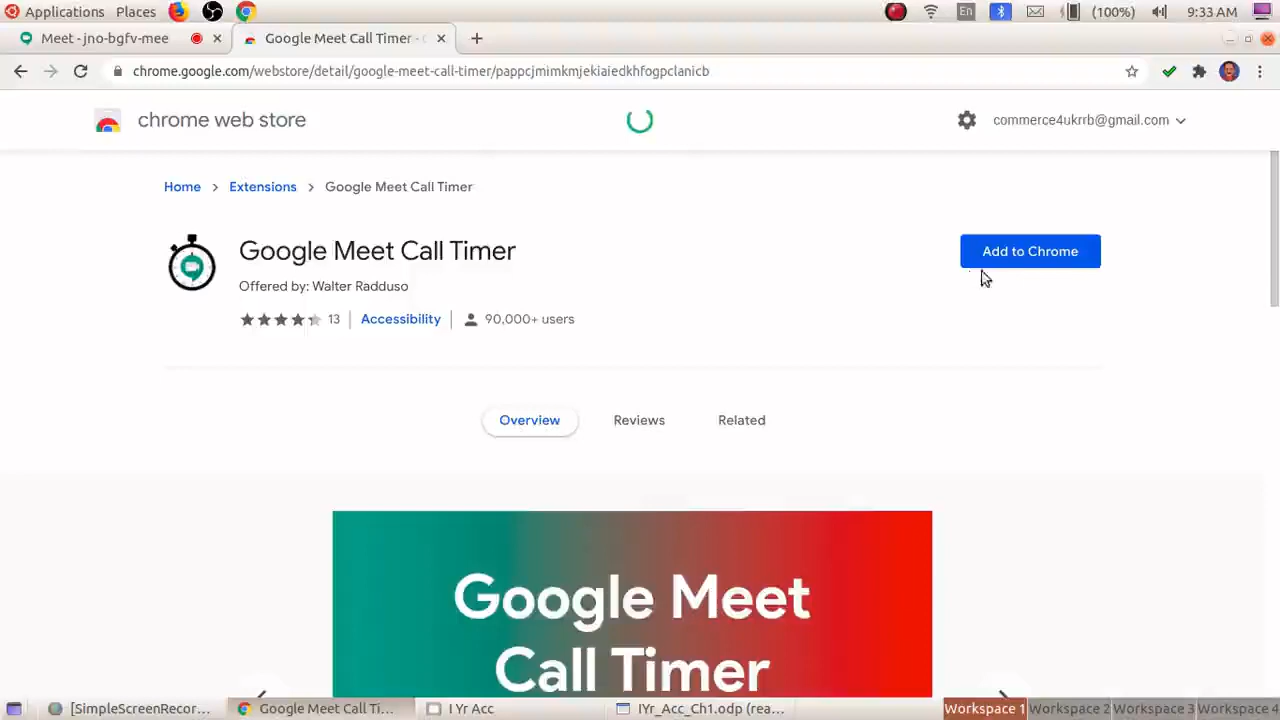 Applications Places En (100%) 9:33 AM
Meet - jno-bgfv-mee Google Meet Call Timer -
chrome.google.com/webstore/detail/google-meet-call-timer/pappcjmimkmjekiaiedkhfogpclanicb
chrome web store commerce4ukrrb@gmail.com
Home > Extensions > Google Meet Call Timer
Google Meet Call Timer Add to Chrome
Offered by: Walter Radduso
13 Accessibility 90,000+ users
Overview Reviews Related
Google Meet
Call Timer
[SimpleScreenRecor... Google Meet Call Ti... I Yr Acc IYr_Acc_Ch1.odp (rea... Workspace 1 Workspace 2 Workspace 3 Workspace 4